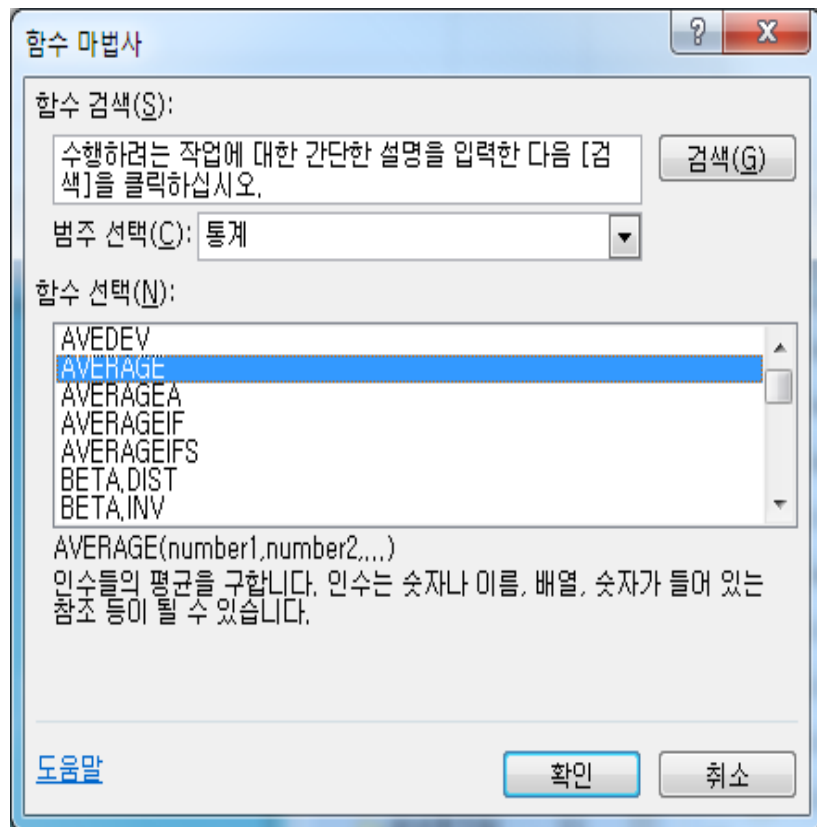 함수 마법사
함수 검색(S):
수행하려는 작업에 대한 간단한 설명을 입력한 다음 [검
색]을 클릭하십시오.
검색(G)
범주 선택(C): 통계
함수 선택(N):
AVEDEV
AVERAGE
AVERAGEA
AVERAGEIF
AVERAGEIFS
BETA.DIST
BETA.INV
AVERAGE(number1,number2,...)
인수들의 평균을 구합니다. 인수는 숫자나 이름, 배열, 숫자가 들어 있는
참조 등이 될 수 있습니다.
도움말
확인
취소